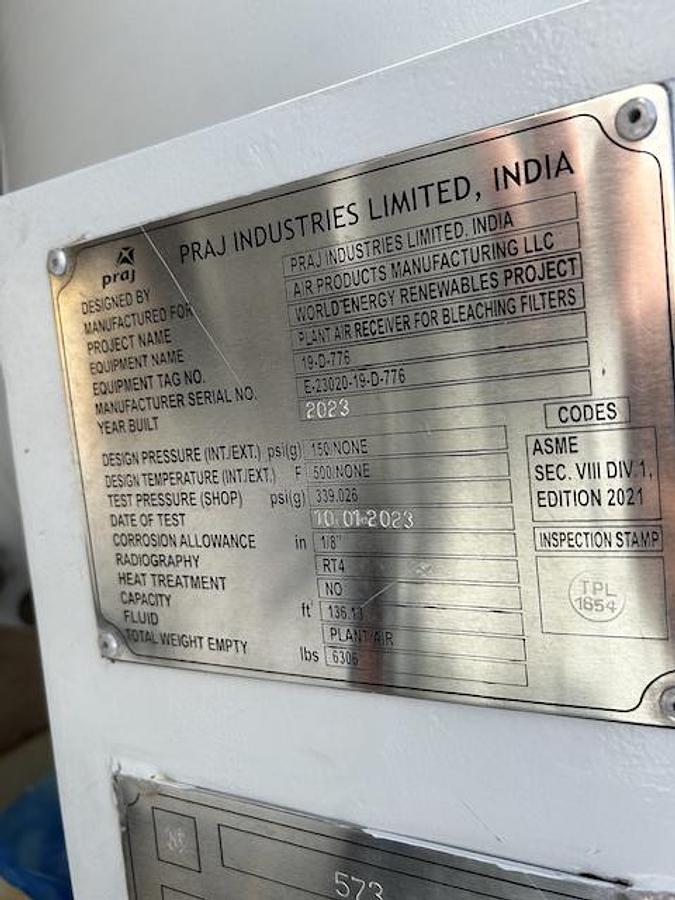 praj
PRAJ INDUSTRIES LIMITED, INDIA
DESIGNED BY PRAJ INDUSTRIES LIMITED. INDIA
MANUFACTURED FOR AIR PRODUCTS MANUFACTURING LLC
PROJECT NAME WORLD ENERGY RENEWABLES PROJECT
EQUIPMENT NAME PLANT AIR RECEIVER FOR BLEACHING FILTERS
EQUIPMENT TAG NO. 19-D-776
MANUFACTURER SERIAL NO. E-23020-19-D-776
YEAR BUILT 2023
DESIGN PRESSURE (INT./EXT.) psi(g) 150/NONE
DESIGN TEMPERATURE (INT./EXT.) F 500/NONE
TEST PRESSURE (SHOP) psi(g) 339.026
DATE OF TEST 10.01.2023
CORROSION ALLOWANCE in 1/8"
RADIOGRAPHY RT4
HEAT TREATMENT NO
CAPACITY ft³ 136.13
FLUID PLANT AIR
TOTAL WEIGHT EMPTY lbs 6306
CODES
ASME
SEC. VIII DIV.1,
EDITION 2021
INSPECTION STAMP
TPL
1654
573